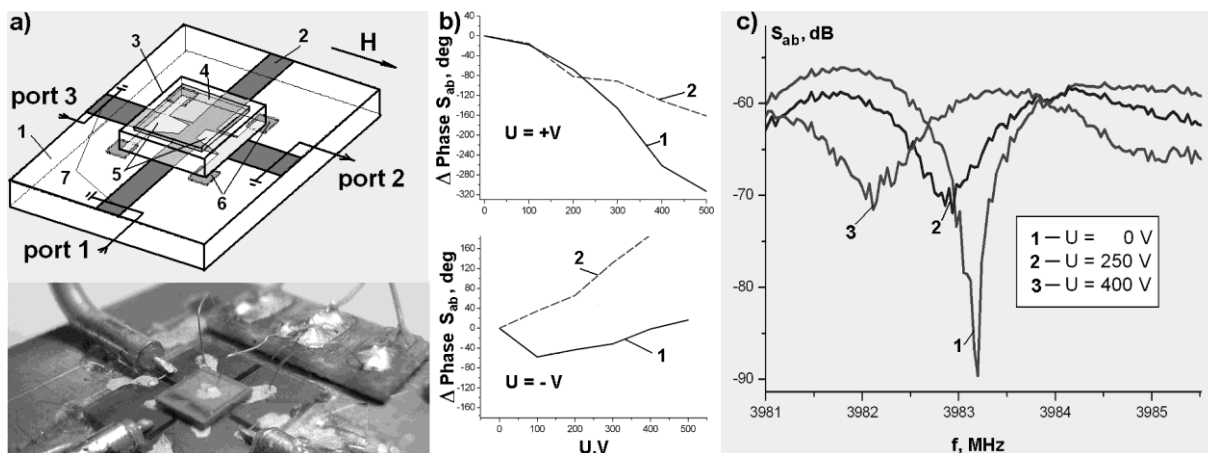 a)
H
2
3
4
port 3
1
5
7
6
port 2
port 1
b)
Δ Phase S_ab, deg
0
-40
-80
-120
-160
-200
-240
-280
-320
U = +V
2
1
0 100 200 300 400 500
Δ Phase S_ab, deg
160
120
80
40
0
-40
-80
-120
-160
U = - V
2
1
0 100 200 300 400 500
U,V
c)
S_ab, dB
-60
-70
-80
-90
3
2
1
1 — U = 0 V
2 — U = 250 V
3 — U = 400 V
3981 3982 3983 3984 3985
f, MHz